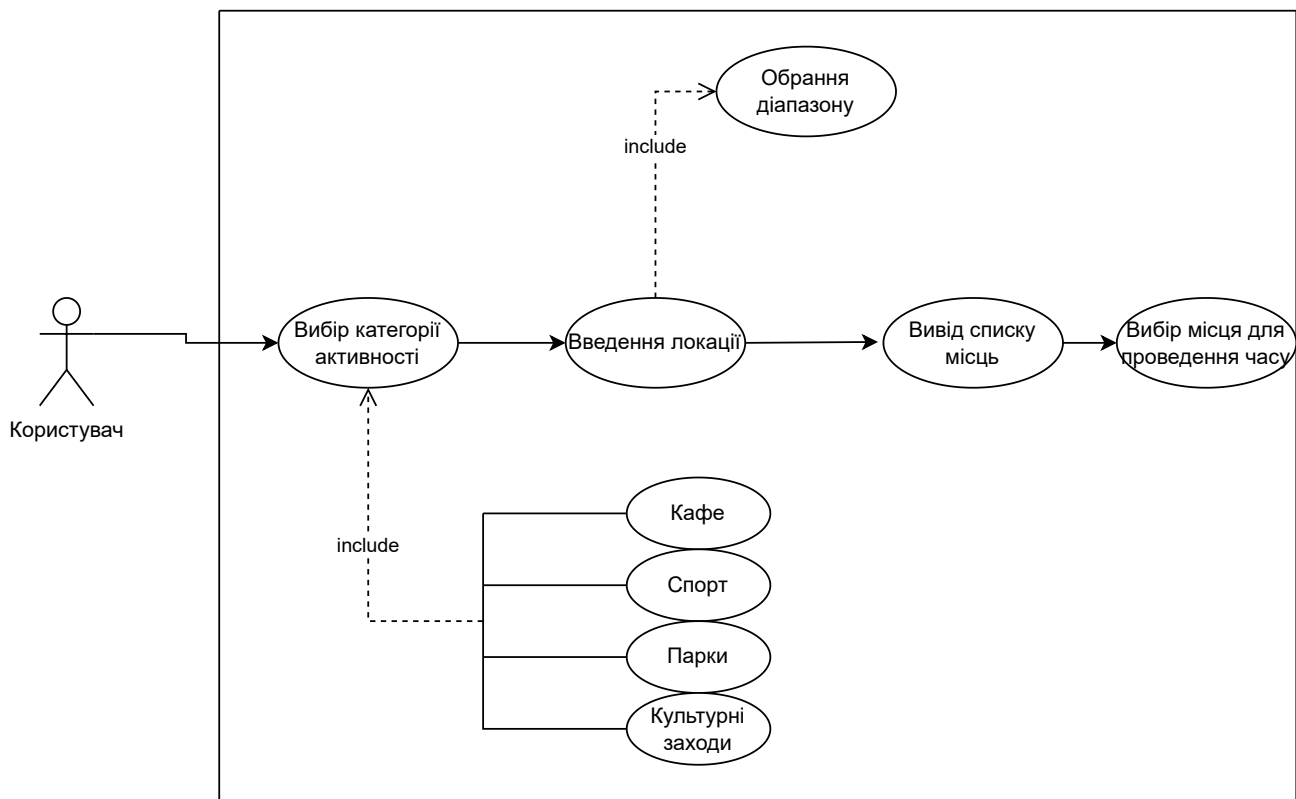 Обрання
діапазону
include
Вибір категорії
активності
Введення локації
Вивід списку
місць
Вибір місця для
проведення часу
Користувач
Кафе
include
Спорт
Парки
Культурні
заходи